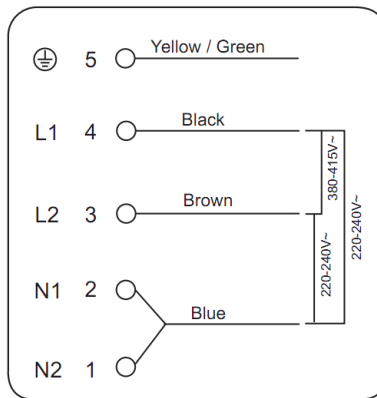 5 Yellow / Green
L1 4 Black
L2 3 Brown
N1 2
Blue
N2 1
380-415V~
220-240V~
220-240V~